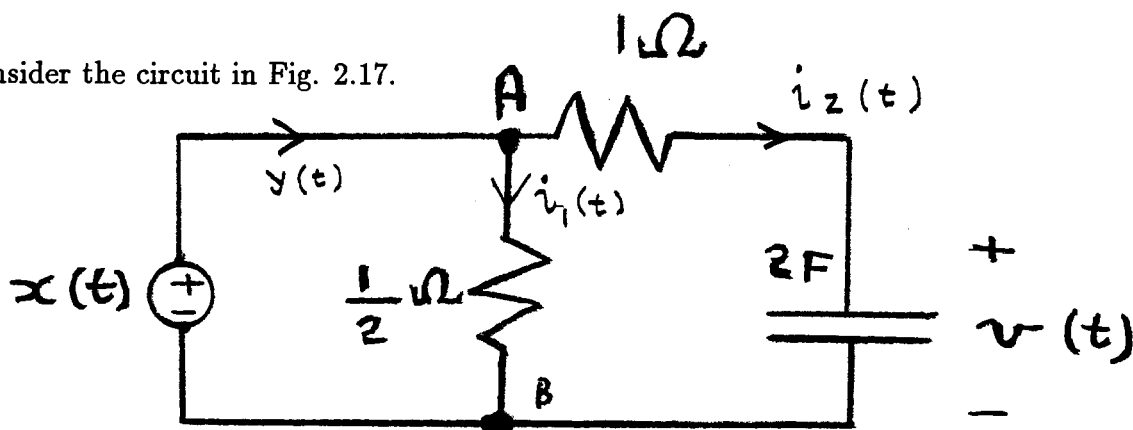 nsider the circuit in Fig. 2.17.
1Ω
A
i2(t)
y(t)
i1(t)
x(t)
+
-
1/2 Ω
2F
+
v(t)
-
B